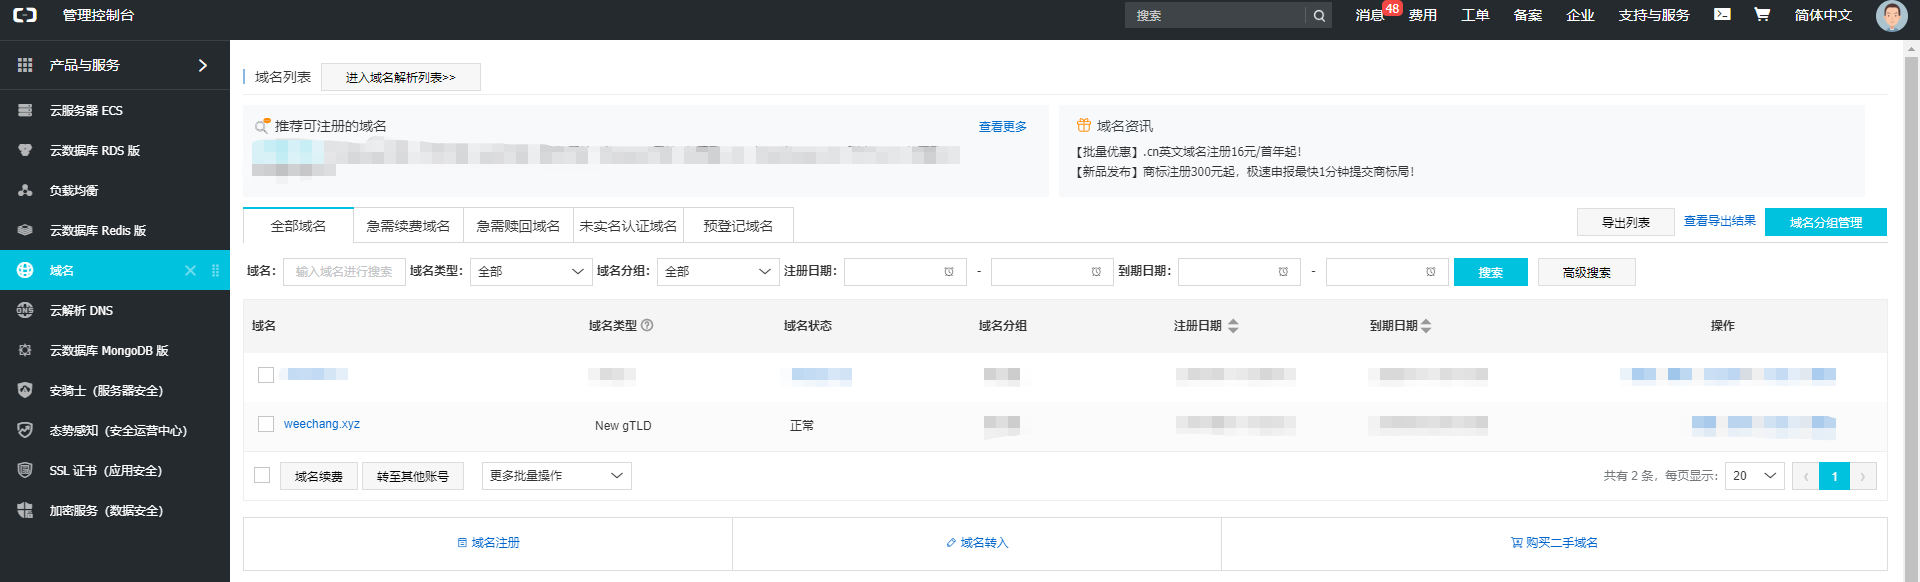 管理控制台
搜索
消息 48 费用 工单 备案 企业 支持与服务 简体中文
产品与服务
云服务器 ECS
云数据库 RDS 版
负载均衡
云数据库 Redis 版
域名
云解析 DNS
云数据库 MongoDB 版
安骑士（服务器安全）
态势感知（安全运营中心）
SSL 证书（应用安全）
加密服务（数据安全）
域名列表 进入域名解析列表>>
推荐可注册的域名 查看更多
域名资讯
【批量优惠】.cn英文域名注册16元/首年起！
【新品发布】商标注册300元起，极速申报最快1分钟提交商标局！
全部域名 急需续费域名 急需赎回域名 未实名认证域名 预登记域名 导出列表 查看导出结果 域名分组管理
域名： 输入域名进行搜索 域名类型： 全部 域名分组： 全部 注册日期： - 到期日期： - 搜索 高级搜索
域名 域名类型 域名状态 域名分组 注册日期 到期日期 操作
weechang.xyz New gTLD 正常
域名续费 转至其他账号 更多批量操作 共有 2 条，每页显示： 20 ‹ 1 ›
域名注册 域名转入 购买二手域名